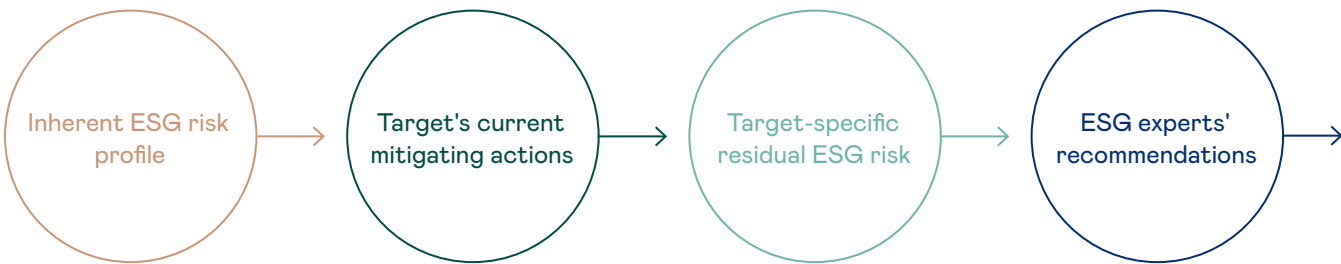 Inherent ESG risk
profile
Target's current
mitigating actions
Target-specific
residual ESG risk
ESG experts'
recommendations